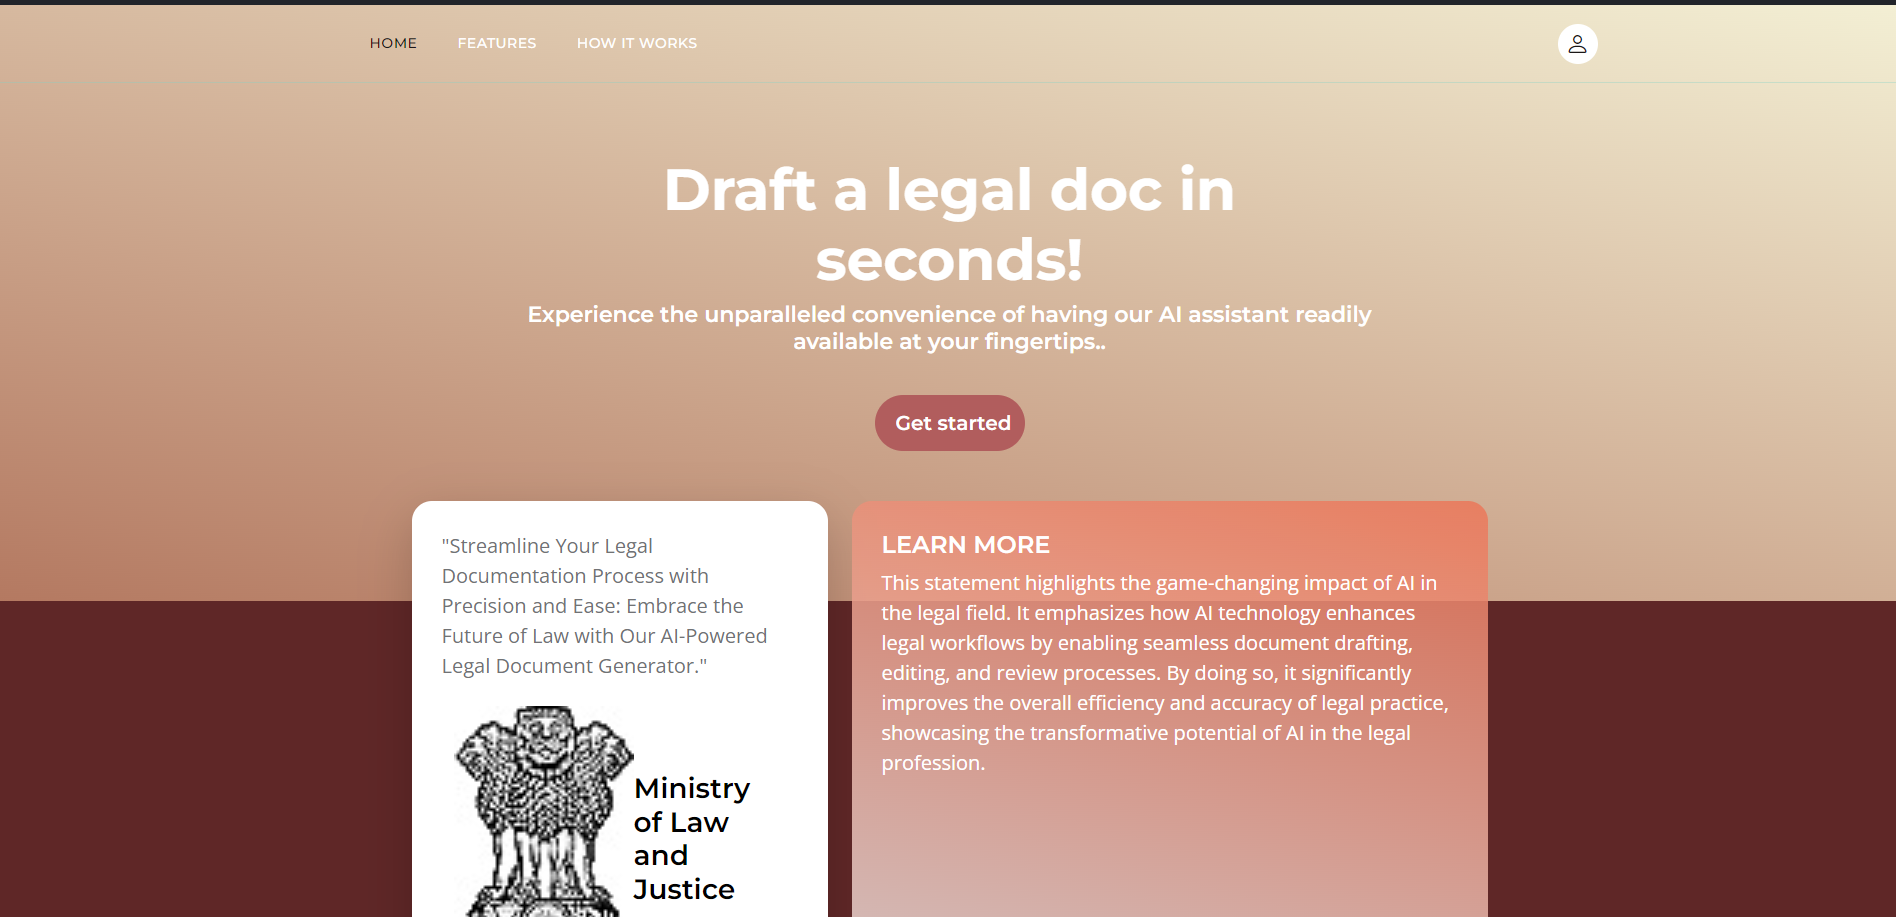 HOME FEATURES HOW IT WORKS
Draft a legal doc in
seconds!
Experience the unparalleled convenience of having our AI assistant readily
available at your fingertips..
Get started
"Streamline Your Legal
Documentation Process with
Precision and Ease: Embrace the
Future of Law with Our AI-Powered
Legal Document Generator."
Ministry
of Law
and
Justice
LEARN MORE
This statement highlights the game-changing impact of AI in
the legal field. It emphasizes how AI technology enhances
legal workflows by enabling seamless document drafting,
editing, and review processes. By doing so, it significantly
improves the overall efficiency and accuracy of legal practice,
showcasing the transformative potential of AI in the legal
profession.